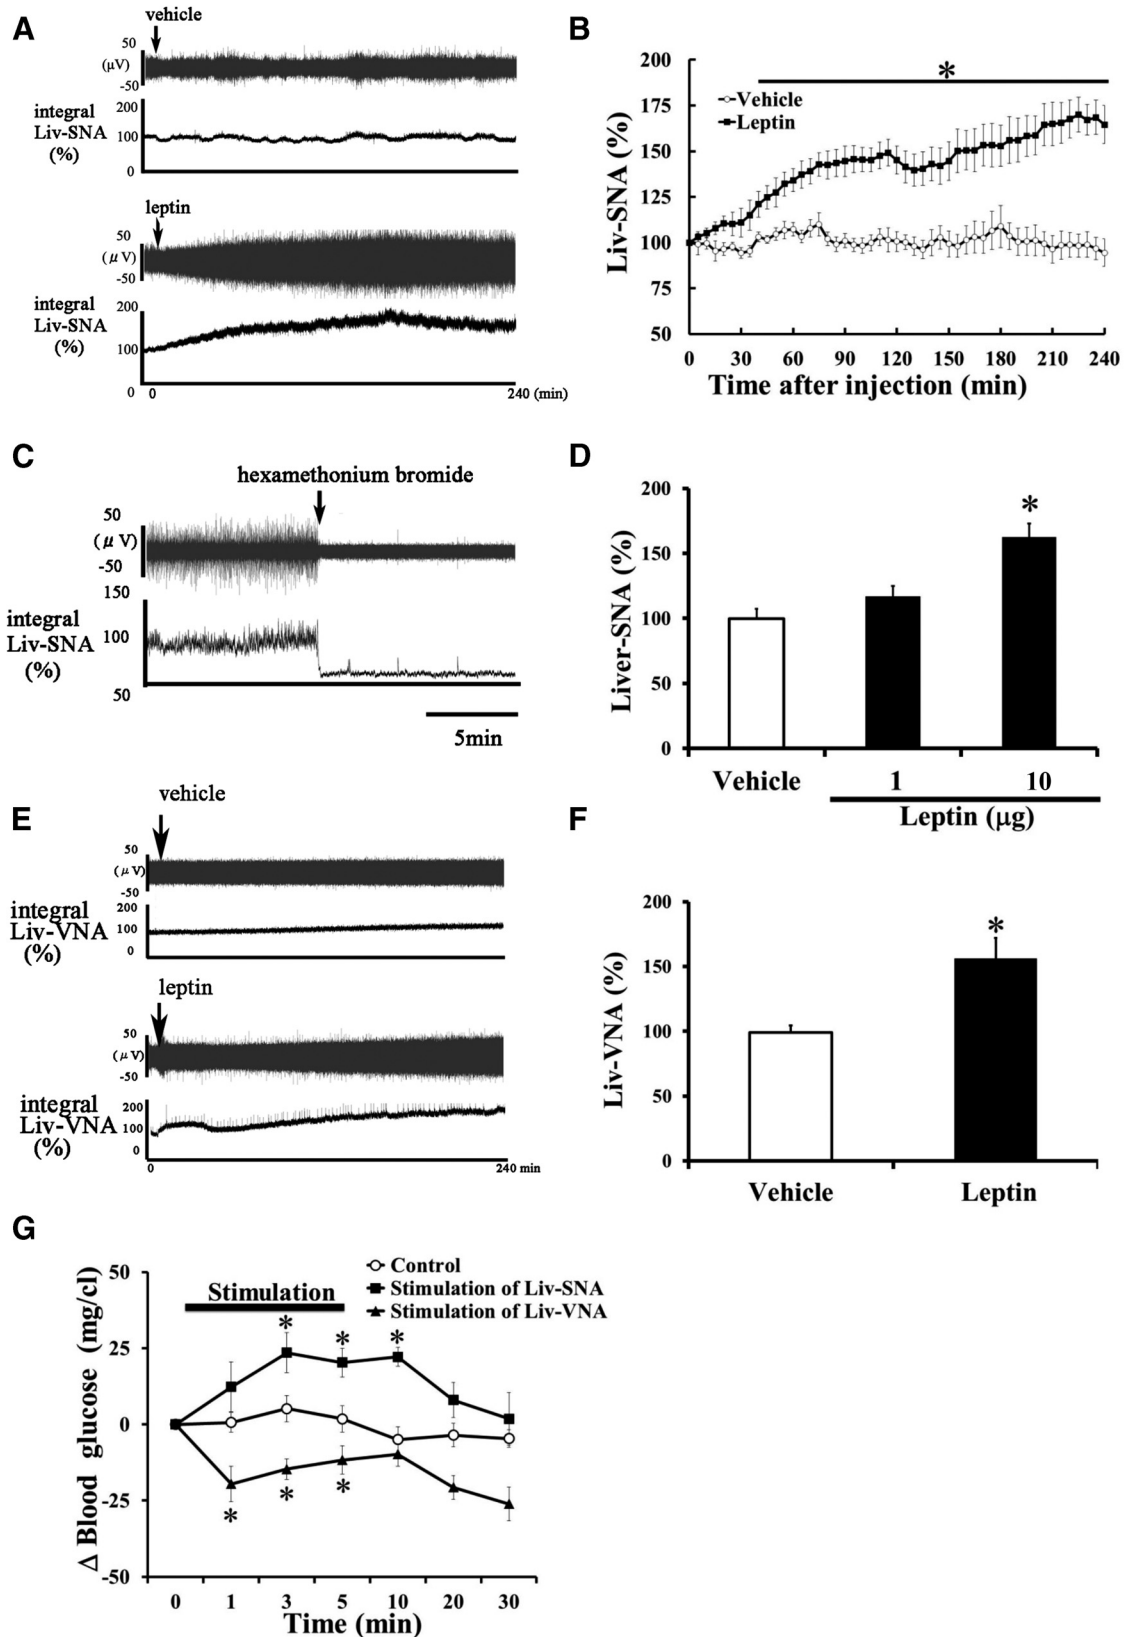 A
vehicle
50
(μV)
-50
integral
Liv-SNA
(%)
200
100
0
leptin
50
(μV)
-50
integral
Liv-SNA
(%)
200
100
0
0
240 (min)
B
200
175
150
125
100
75
50
Liv-SNA (%)
*
Vehicle
Leptin
0 30 60 90 120 150 180 210 240
Time after injection (min)
C
hexamethonium bromide
50
(μV)
-50
150
integral
Liv-SNA
(%)
100
50
5min
D
200
150
100
50
0
Liver-SNA (%)
*
Vehicle 1 10
Leptin (μg)
E
vehicle
50
(μV)
-50
integral
Liv-VNA
(%)
200
100
0
leptin
50
(μV)
-50
integral
Liv-VNA
(%)
200
100
0
0
240 min
F
200
150
100
50
0
Liv-VNA (%)
*
Vehicle Leptin
G
50
25
0
-25
-50
Δ Blood glucose (mg/cl)
Stimulation
Control
Stimulation of Liv-SNA
Stimulation of Liv-VNA
* * *
* * *
0 1 3 5 10 20 30
Time (min)